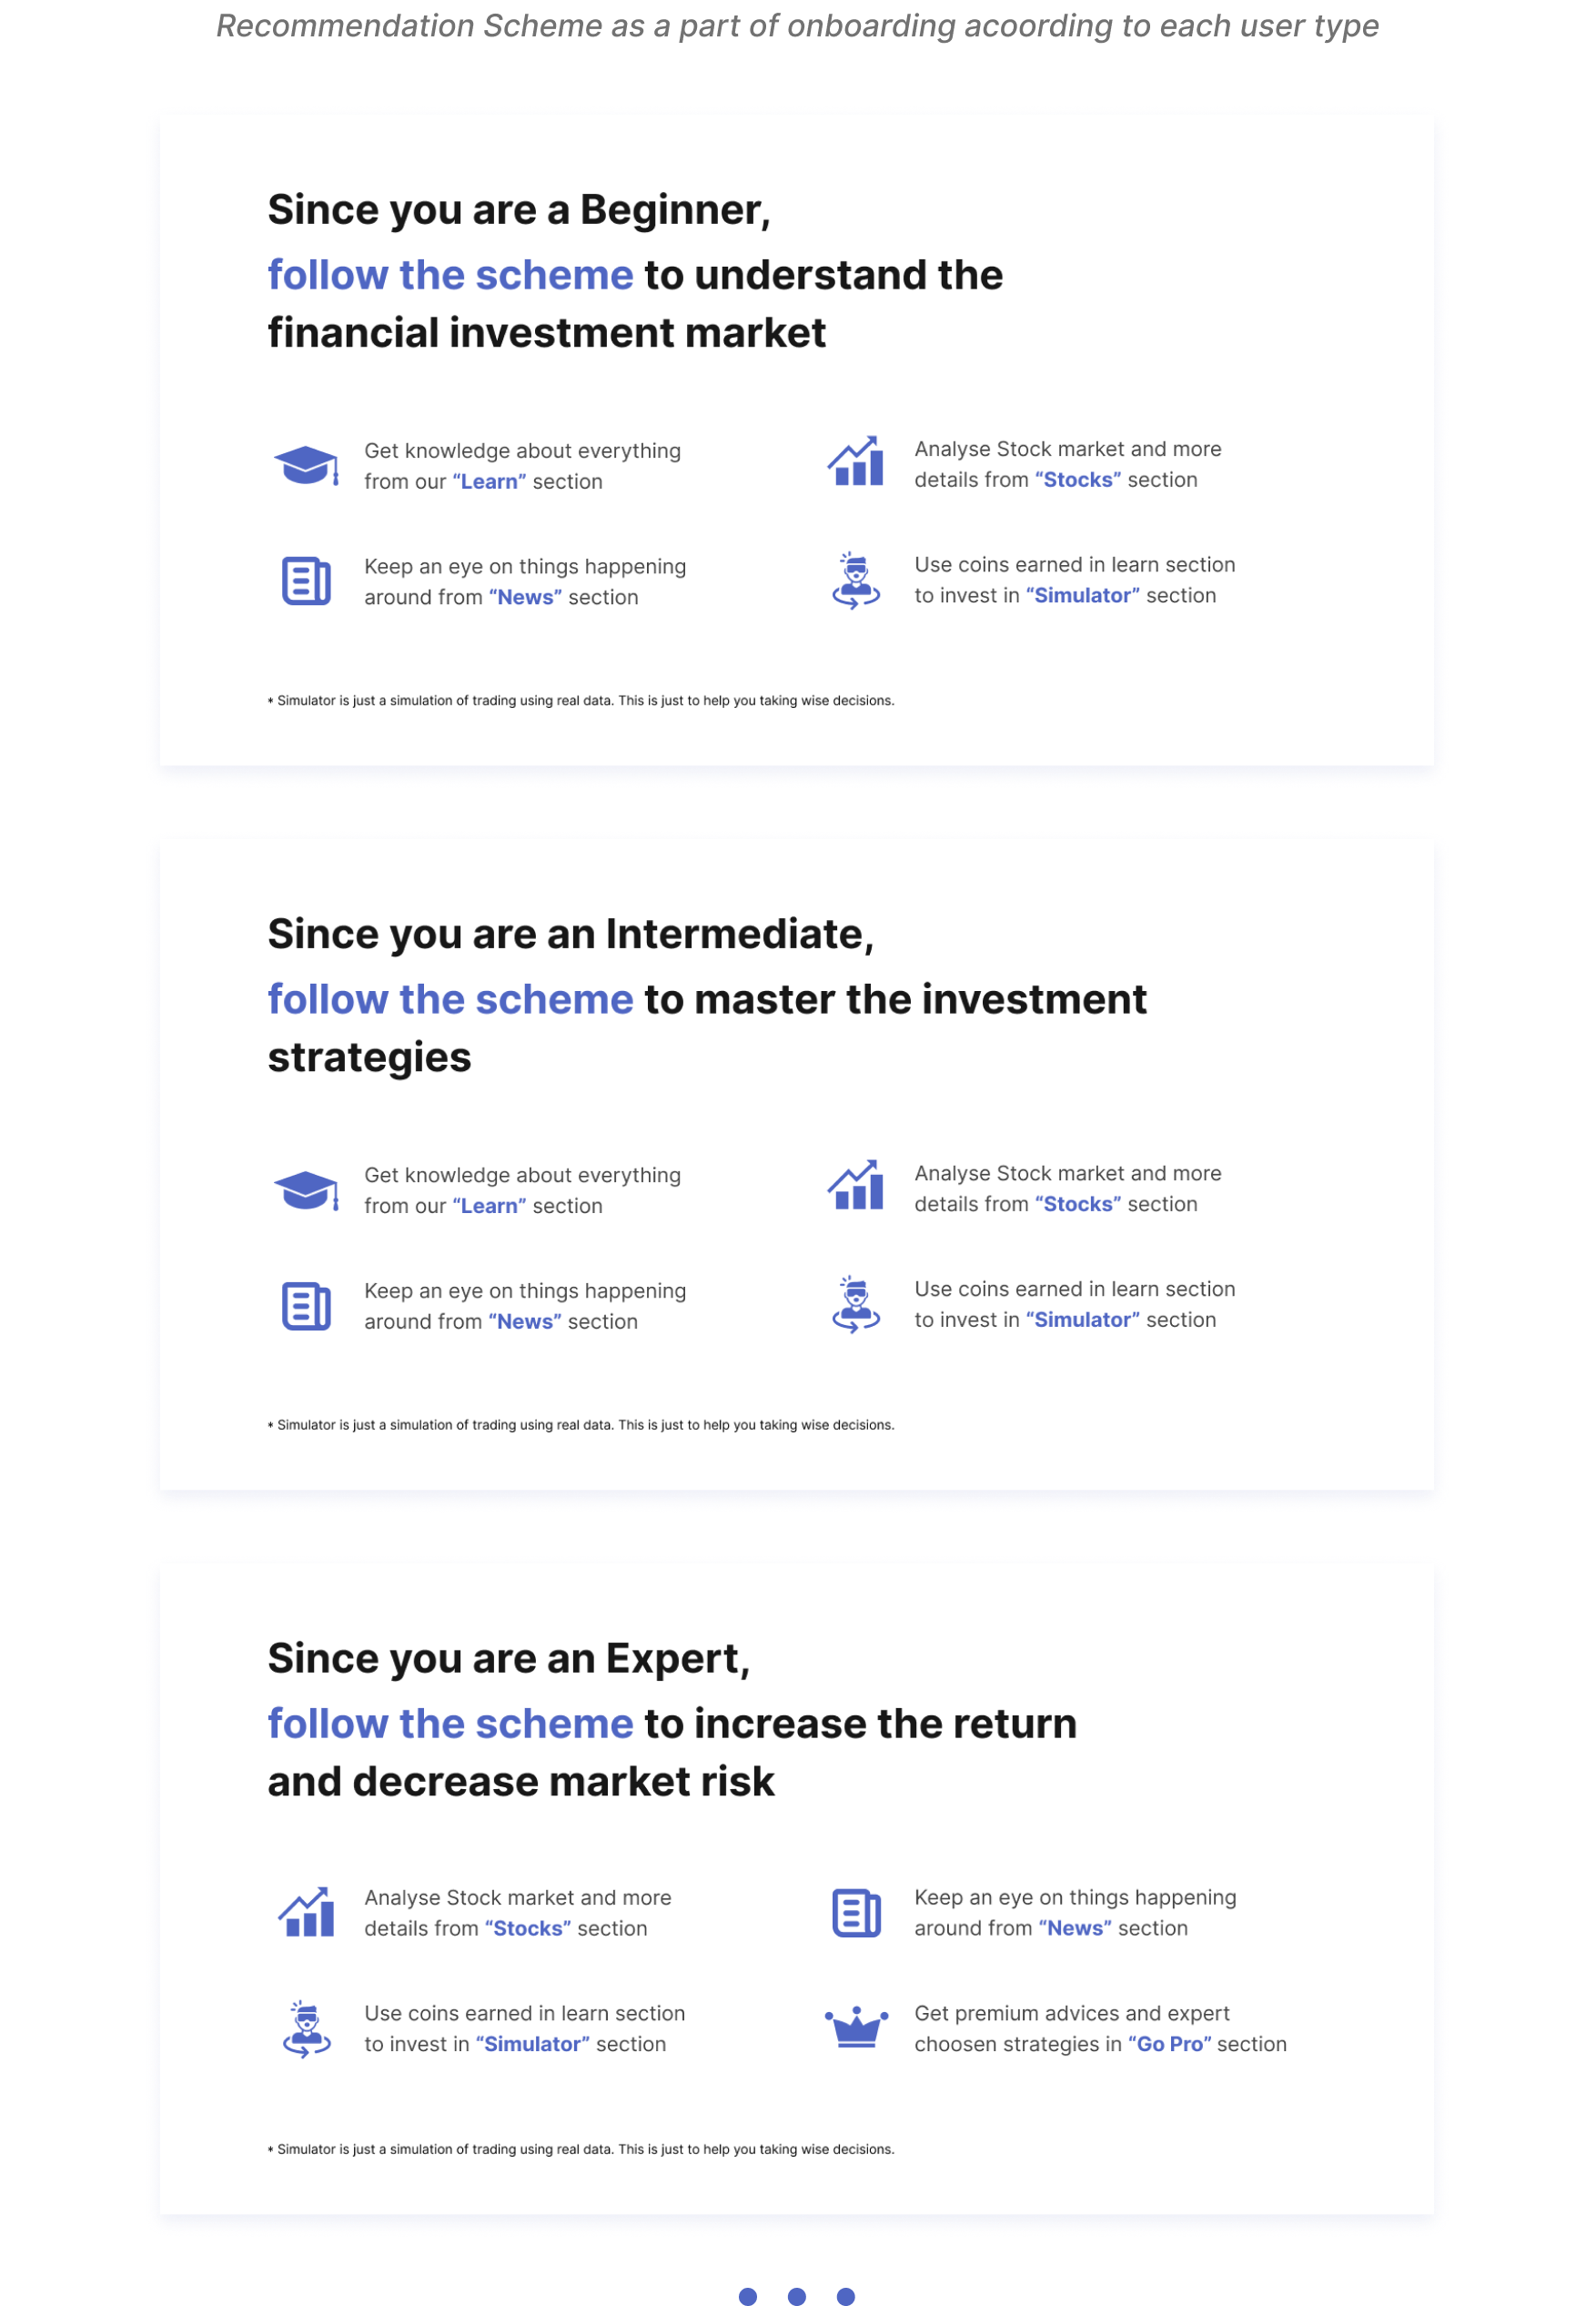 Recommendation Scheme as a part of onboarding acoording to each user type
Since you are a Beginner,
follow the scheme to understand the
financial investment market
Get knowledge about everything
from our “Learn” section
Analyse Stock market and more
details from “Stocks” section
Keep an eye on things happening
around from “News” section
Use coins earned in learn section
to invest in “Simulator” section
* Simulator is just a simulation of trading using real data. This is just to help you taking wise decisions.
Since you are an Intermediate,
follow the scheme to master the investment
strategies
Get knowledge about everything
from our “Learn” section
Analyse Stock market and more
details from “Stocks” section
Keep an eye on things happening
around from “News” section
Use coins earned in learn section
to invest in “Simulator” section
* Simulator is just a simulation of trading using real data. This is just to help you taking wise decisions.
Since you are an Expert,
follow the scheme to increase the return
and decrease market risk
Analyse Stock market and more
details from “Stocks” section
Keep an eye on things happening
around from “News” section
Use coins earned in learn section
to invest in “Simulator” section
Get premium advices and expert
choosen strategies in “Go Pro” section
* Simulator is just a simulation of trading using real data. This is just to help you taking wise decisions.